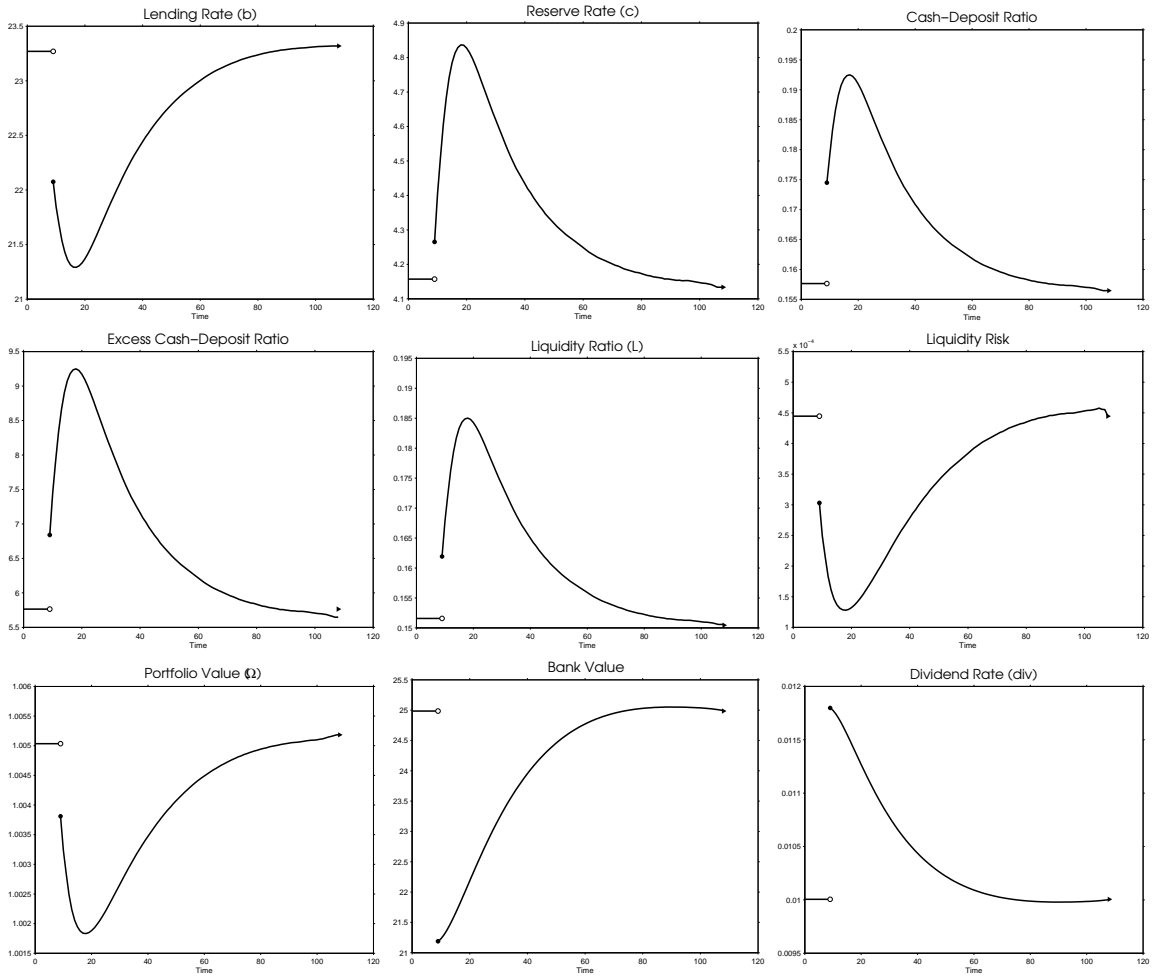 Lending Rate (b)
23.5
23
22.5
22
21.5
21
0 20 40 60 80 100 120
Time
Reserve Rate (c)
4.9
4.8
4.7
4.6
4.5
4.4
4.3
4.2
4.1
0 20 40 60 80 100 120
Time
Cash−Deposit Ratio
0.2
0.195
0.19
0.185
0.18
0.175
0.17
0.165
0.16
0.155
0 20 40 60 80 100 120
Time
Excess Cash−Deposit Ratio
9.5
9
8.5
8
7.5
7
6.5
6
5.5
0 20 40 60 80 100 120
Time
Liquidity Ratio (L)
0.195
0.19
0.185
0.18
0.175
0.17
0.165
0.16
0.155
0.15
0 20 40 60 80 100 120
Time
Liquidity Risk
x 10⁻⁴
5.5
5
4.5
4
3.5
3
2.5
2
1.5
1
0 20 40 60 80 100 120
Time
Portfolio Value (Ω)
1.006
1.0055
1.005
1.0045
1.004
1.0035
1.003
1.0025
1.002
1.0015
0 20 40 60 80 100 120
Time
Bank Value
25.5
25
24.5
24
23.5
23
22.5
22
21.5
21
0 20 40 60 80 100 120
Time
Dividend Rate (div)
0.012
0.0115
0.011
0.0105
0.01
0.0095
0 20 40 60 80 100 120
Time